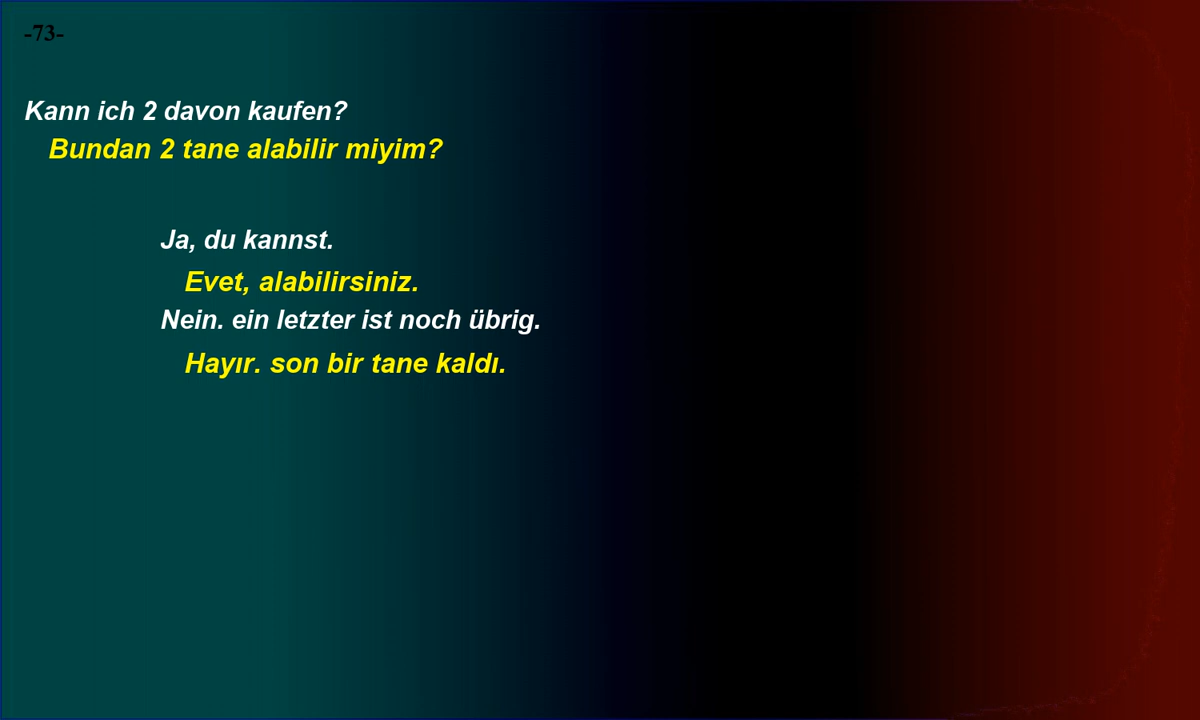 -73-
Kann ich 2 davon kaufen?
Bundan 2 tane alabilir miyim?
Ja, du kannst.
Evet, alabilirsiniz.
Nein. ein letzter ist noch übrig.
Hayır. son bir tane kaldı.